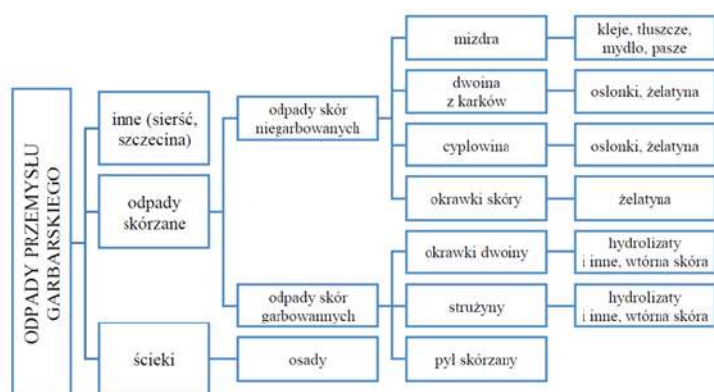 ODPADY PRZEMYSŁU
GARBARSKIEGO
inne (sierść,
szczecina)
odpady
skórzane
ścieki
odpady skór
niegarbowanych
odpady skór
garbowannych
osady
mizdra
dwoina
z karków
cyplowina
okrawki skóry
okrawki dwoiny
strużyny
pył skórzany
kleje, tłuszcze,
mydło, pasze
osłonki, żelatyna
osłonki, żelatyna
żelatyna
hydrolizaty
i inne, wtórna skóra
hydrolizaty
i inne, wtórna skóra